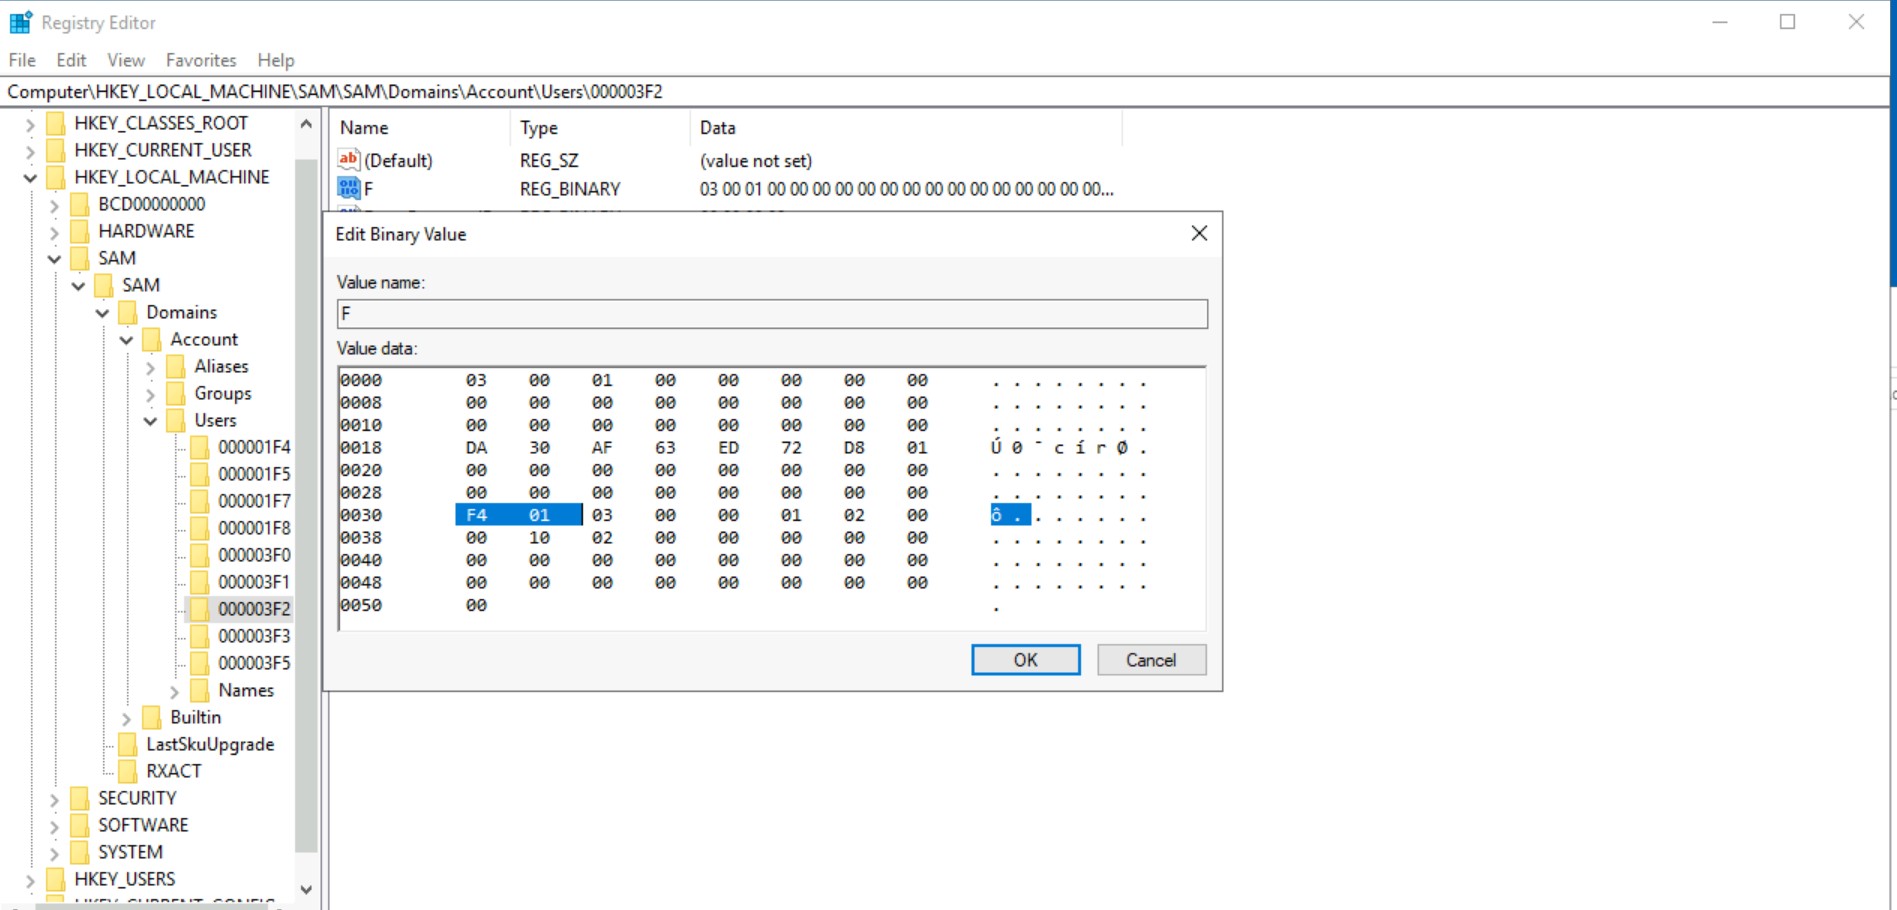 Registry Editor
File Edit View Favorites Help
Computer\HKEY_LOCAL_MACHINE\SAM\SAM\Domains\Account\Users\000003F2
HKEY_CLASSES_ROOT
HKEY_CURRENT_USER
HKEY_LOCAL_MACHINE
BCD00000000
HARDWARE
SAM
SAM
Domains
Account
Aliases
Groups
Users
000001F4
000001F5
000001F7
000001F8
000003F0
000003F1
000003F2
000003F3
000003F5
Names
Builtin
LastSkuUpgrade
RXACT
SECURITY
SOFTWARE
SYSTEM
HKEY_USERS
Name Type Data
ab (Default) REG_SZ (value not set)
F REG_BINARY 03 00 01 00 00 00 00 00 00 00 00 00 00 00 00 00 00 00...
Edit Binary Value
Value name:
F
Value data:
0000 03 00 01 00 00 00 00 00 . . . . . . . .
0008 00 00 00 00 00 00 00 00 . . . . . . . .
0010 00 00 00 00 00 00 00 00 . . . . . . . .
0018 DA 30 AF 63 ED 72 D8 01 Ú 0 ¯ c í r Ø .
0020 00 00 00 00 00 00 00 00 . . . . . . . .
0028 00 00 00 00 00 00 00 00 . . . . . . . .
0030 F4 01 03 00 00 01 02 00 ô . . . . . . .
0038 00 10 02 00 00 00 00 00 . . . . . . . .
0040 00 00 00 00 00 00 00 00 . . . . . . . .
0048 00 00 00 00 00 00 00 00 . . . . . . . .
0050 00 .
OK Cancel